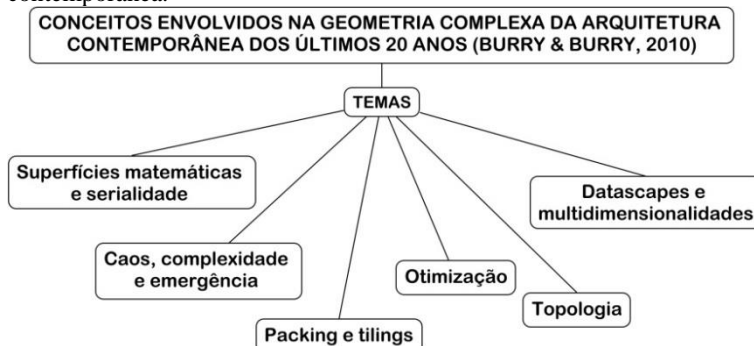 contemporânea.
CONCEITOS ENVOLVIDOS NA GEOMETRIA COMPLEXA DA ARQUITETURA
CONTEMPORÂNEA DOS ÚLTIMOS 20 ANOS (BURRY & BURRY, 2010)
TEMAS
Superfícies matemáticas
e serialidade
Datascapes e
multidimensionalidades
Caos, complexidade
e emergência
Otimização
Topologia
Packing e tilings